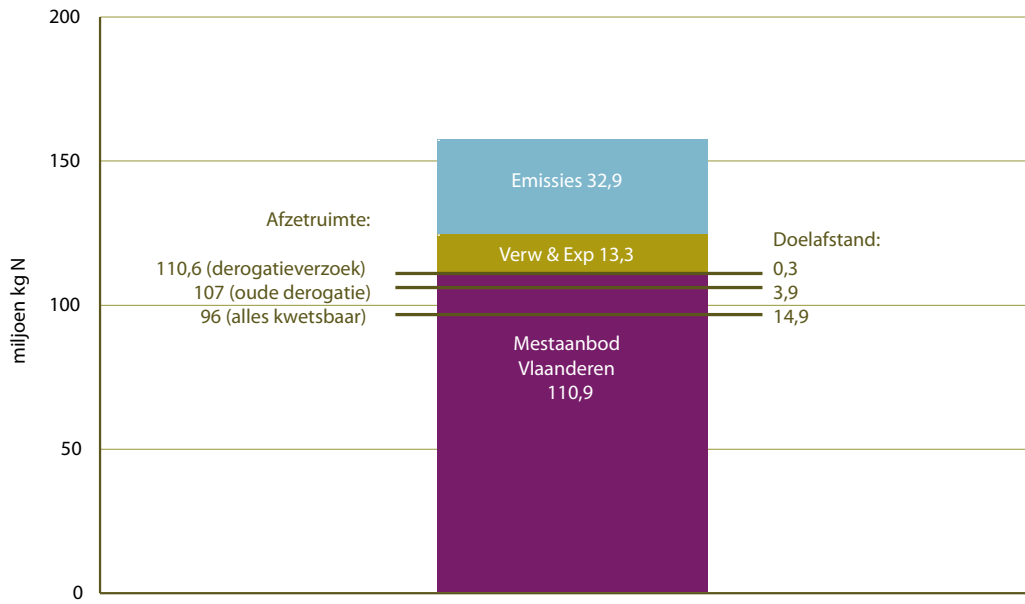 200
150
100
50
0
miljoen kg N
Afzetruimte:
110,6 (derogatieverzoek)
107 (oude derogatie)
96 (alles kwetsbaar)
Emissies 32,9
Verw & Exp 13,3
Mestaanbod
Vlaanderen
110,9
Doelafstand:
0,3
3,9
14,9